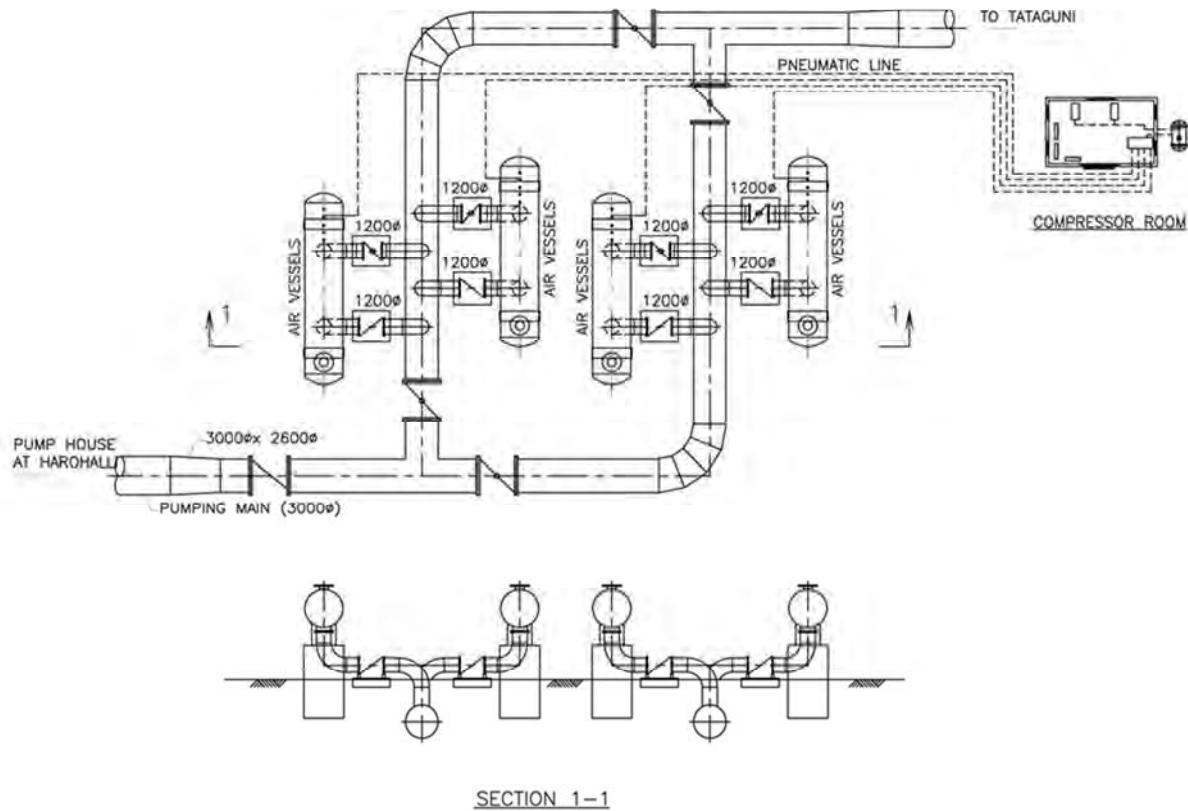 TO TATAGUNI
PNEUMATIC LINE
1200ø
1200ø
1200ø
1200ø
AIR VESSELS
AIR VESSELS
AIR VESSELS
AIR VESSELS
COMPRESSOR ROOM
1200ø
1200ø
1200ø
1200ø
1
1
PUMP HOUSE
AT HAROHALLI
3000øx 2600ø
PUMPING MAIN (3000ø)
SECTION 1-1